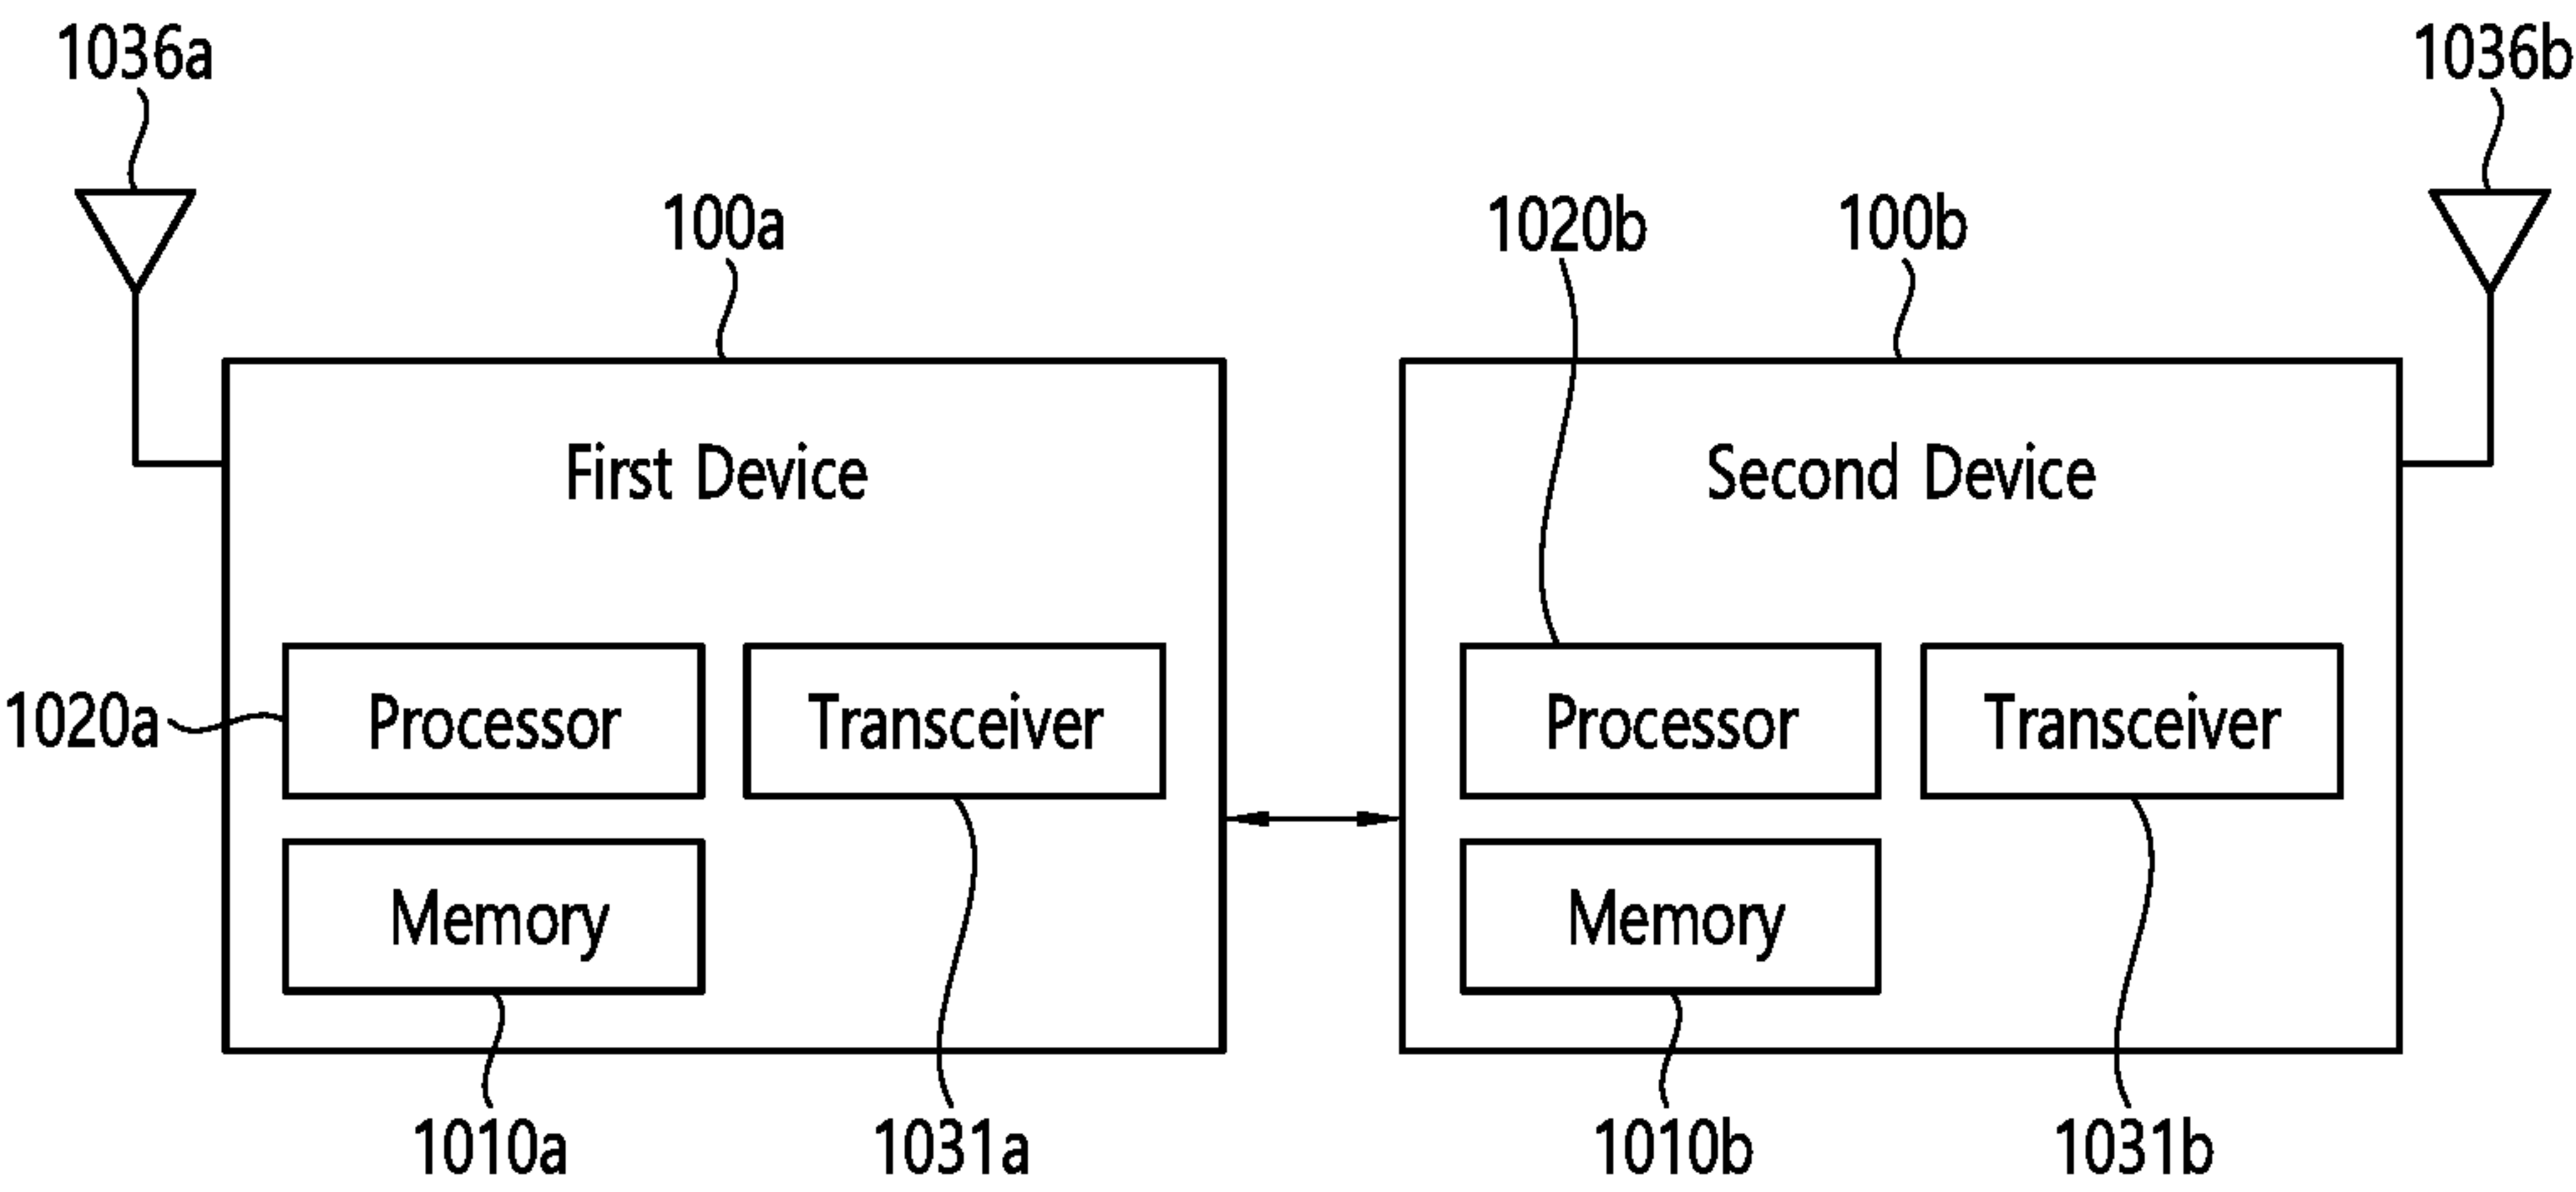 1036a
1036b
100a
1020b
100b
First Device
Second Device
1020a
Processor
Transceiver
Processor
Transceiver
Memory
Memory
1010a
1031a
1010b
1031b